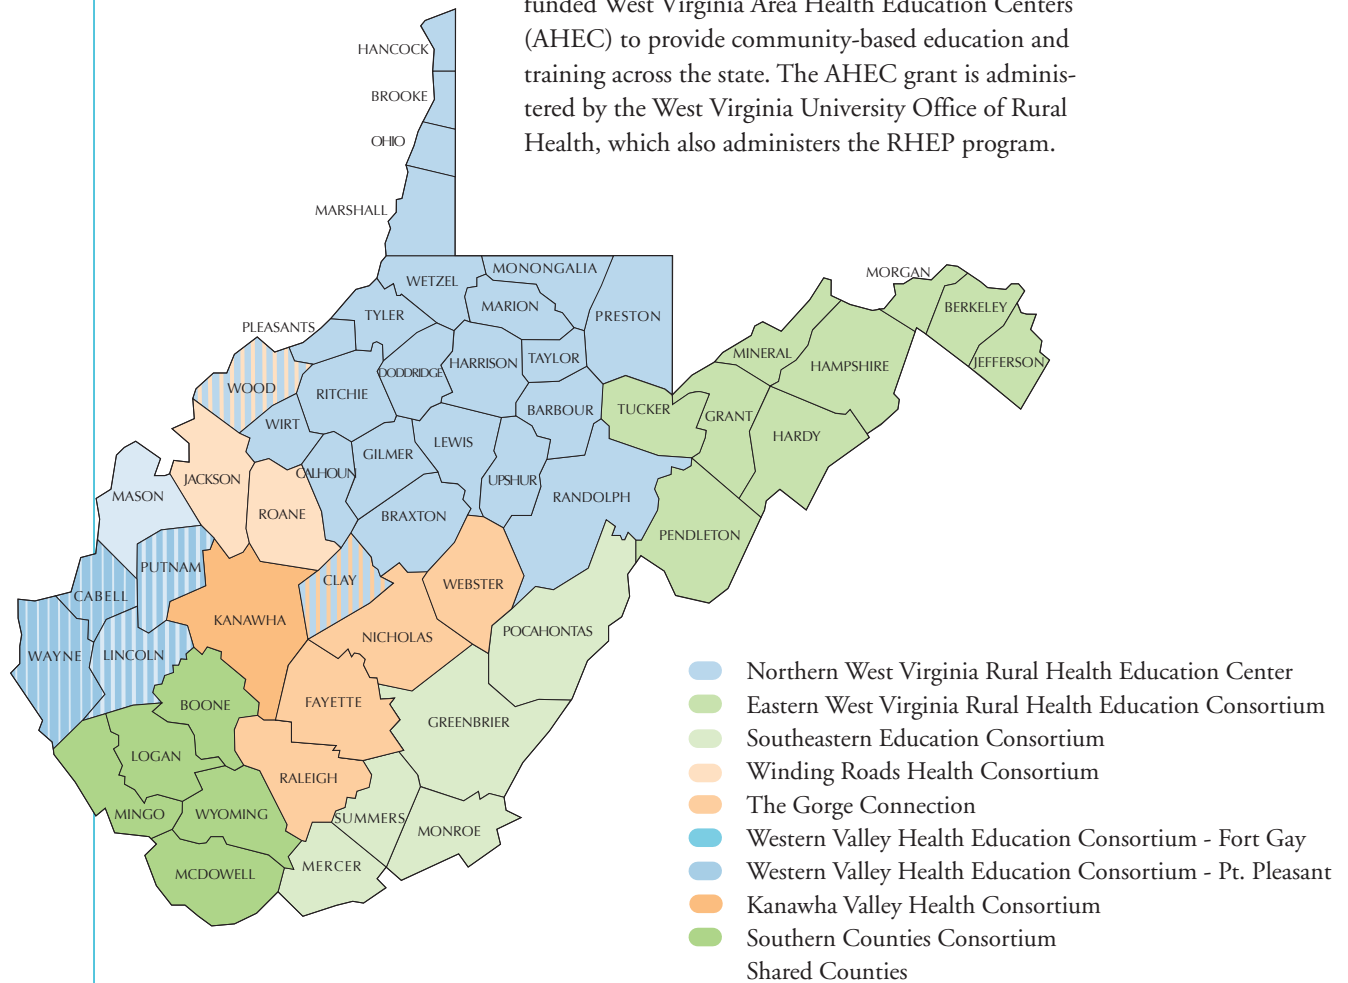 funded West Virginia Area Health Education Centers
(AHEC) to provide community-based education and
training across the state. The AHEC grant is adminis-
tered by the West Virginia University Office of Rural
Health, which also administers the RHEP program.
HANCOCK
BROOKE
OHIO
MARSHALL
WETZEL
MONONGALIA
MARION
PRESTON
TYLER
PLEASANTS
MORGAN
BERKELEY
JEFFERSON
MINERAL
HAMPSHIRE
WOOD
RITCHIE
DODDRIDGE
HARRISON
TAYLOR
BARBOUR
TUCKER
GRANT
HARDY
WIRT
CALHOUN
GILMER
LEWIS
UPSHUR
RANDOLPH
PENDLETON
MASON
JACKSON
ROANE
BRAXTON
PUTNAM
CABELL
CLAY
WEBSTER
KANAWHA
NICHOLAS
POCAHONTAS
WAYNE
LINCOLN
BOONE
FAYETTE
GREENBRIER
LOGAN
RALEIGH
MINGO
WYOMING
SUMMERS
MONROE
MCDOWELL
MERCER
Northern West Virginia Rural Health Education Center
Eastern West Virginia Rural Health Education Consortium
Southeastern Education Consortium
Winding Roads Health Consortium
The Gorge Connection
Western Valley Health Education Consortium - Fort Gay
Western Valley Health Education Consortium - Pt. Pleasant
Kanawha Valley Health Consortium
Southern Counties Consortium
Shared Counties